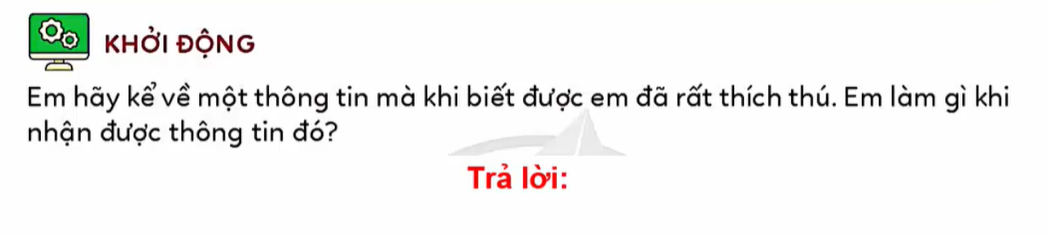 KHỞI ĐỘNG
Em hãy kể về một thông tin mà khi biết được em đã rất thích thú. Em làm gì khi
nhận được thông tin đó?
Trả lời: